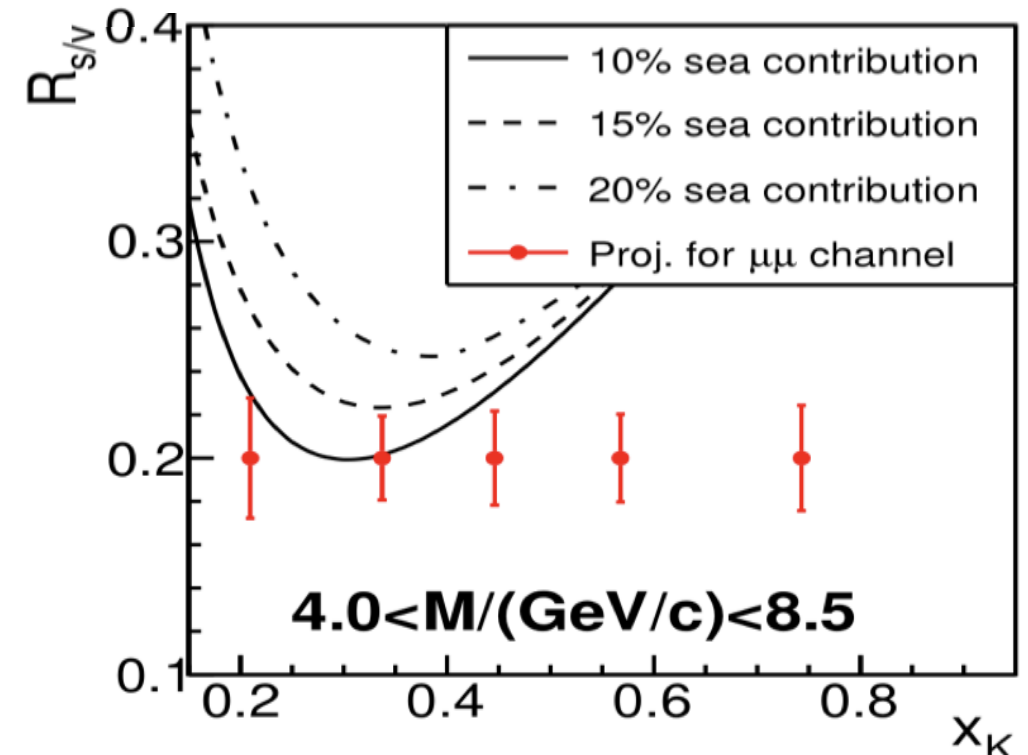 R_{s/v}
0.4
10% sea contribution
15% sea contribution
20% sea contribution
Proj. for μμ channel
0.3
0.2
4.0<M/(GeV/c)<8.5
0.1
0.2 0.4 0.6 0.8
x_K